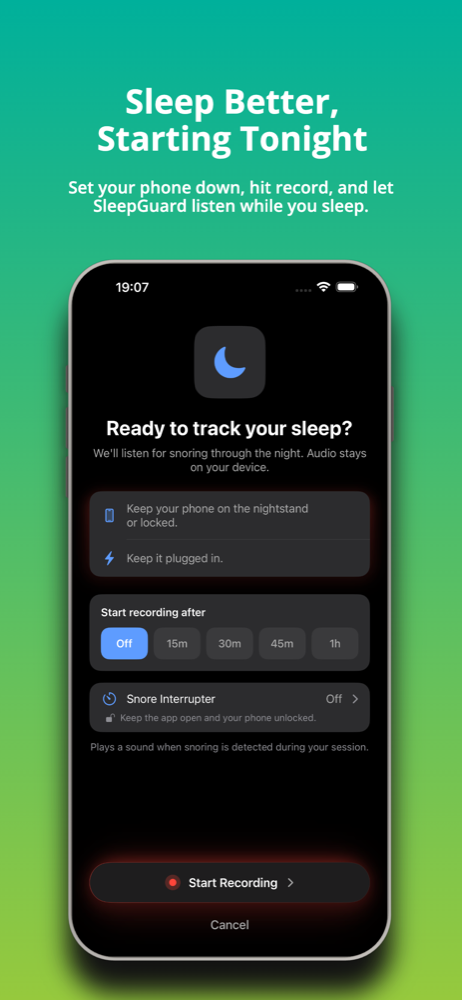 Sleep Better,
Starting Tonight
Set your phone down, hit record, and let
SleepGuard listen while you sleep.
19:07
Ready to track your sleep?
We'll listen for snoring through the night. Audio stays
on your device.
Keep your phone on the nightstand
or locked.
Keep it plugged in.
Start recording after
Off 15m 30m 45m 1h
Snore Interrupter Off
Keep the app open and your phone unlocked.
Plays a sound when snoring is detected during your session.
Start Recording
Cancel